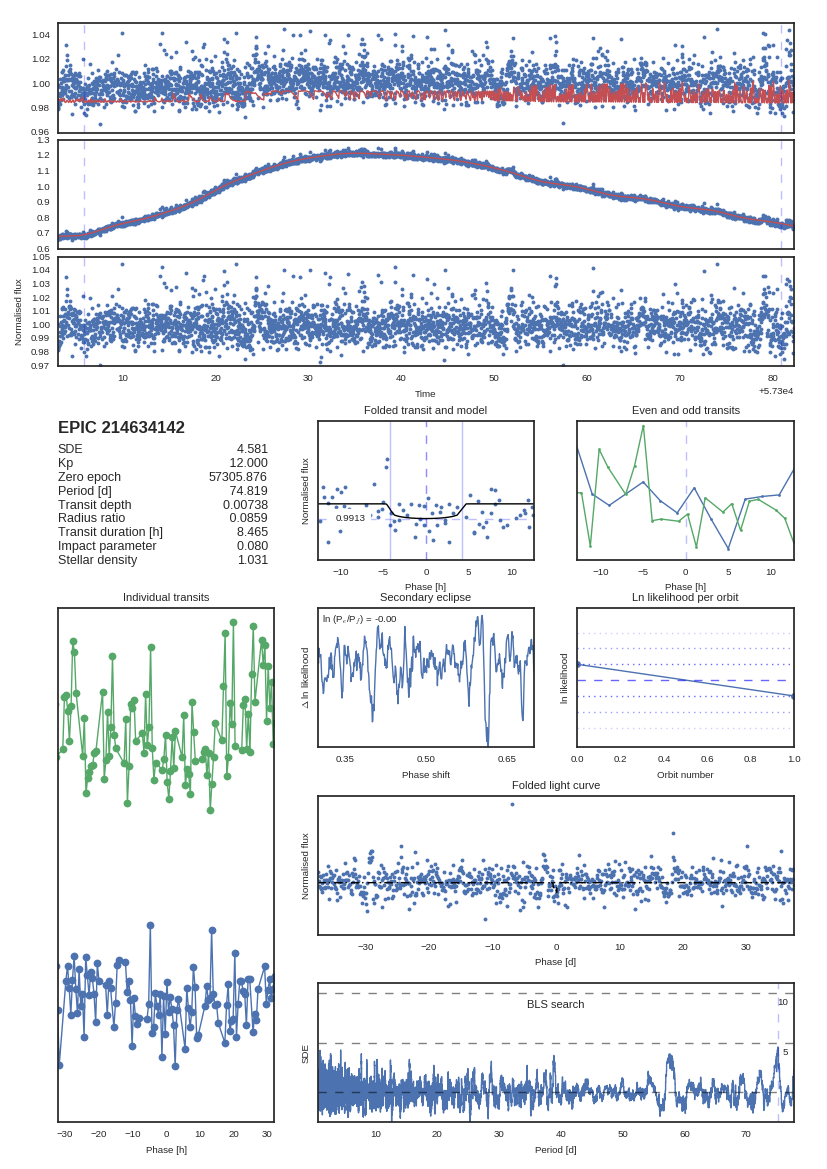 1.04
1.02
1.00
0.98
0.96
1.3
1.2
1.1
1.0
0.9
0.8
0.7
0.6
1.05
1.04
1.03
1.02
1.01
1.00
0.99
0.98
0.97
Normalised flux
10 20 30 40 50 60 70 80
Time
+5.73e4
EPIC 214634142
SDE 4.581
Kp 12.000
Zero epoch 57305.876
Period [d] 74.819
Transit depth 0.00738
Radius ratio 0.0859
Transit duration [h] 8.465
Impact parameter 0.080
Stellar density 1.031
Folded transit and model
Normalised flux
0.9913
−10 −5 0 5 10
Phase [h]
Even and odd transits
−10 −5 0 5 10
Phase [h]
Individual transits
−30 −20 −10 0 10 20 30
Phase [h]
Secondary eclipse
ln (Pₑ/P𝑓) = -0.00
Δ ln likelihood
0.35 0.50 0.65
Phase shift
Ln likelihood per orbit
ln likelihood
0.0 0.2 0.4 0.6 0.8 1.0
Orbit number
Folded light curve
Normalised flux
−30 −20 −10 0 10 20 30
Phase [d]
BLS search
SDE
10
5
10 20 30 40 50 60 70
Period [d]